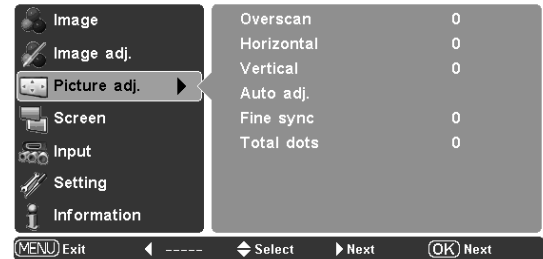 Image
Image adj.
Picture adj.
Screen
Input
Setting
Information
Overscan 0
Horizontal 0
Vertical 0
Auto adj.
Fine sync 0
Total dots 0
MENU Exit ----- Select Next OK Next